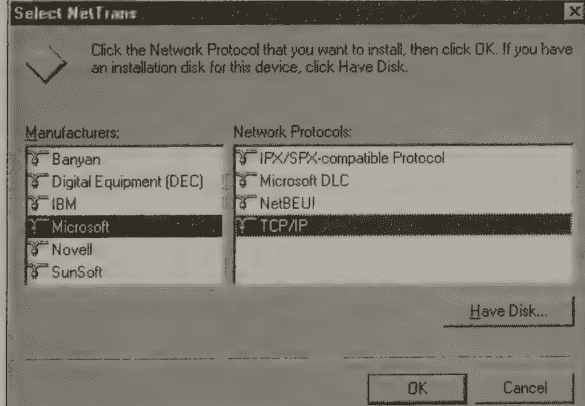 Select NetTrans
Click the Network Protocol that you want to install, then click OK. If you have
an installation disk for this device, click Have Disk.
Manufacturers:
Banyan
Digital Equipment (DEC)
IBM
Microsoft
Novell
SunSoft
Network Protocols:
IPX/SPX-compatible Protocol
Microsoft DLC
NetBEUI
TCP/IP
Have Disk...
OK
Cancel